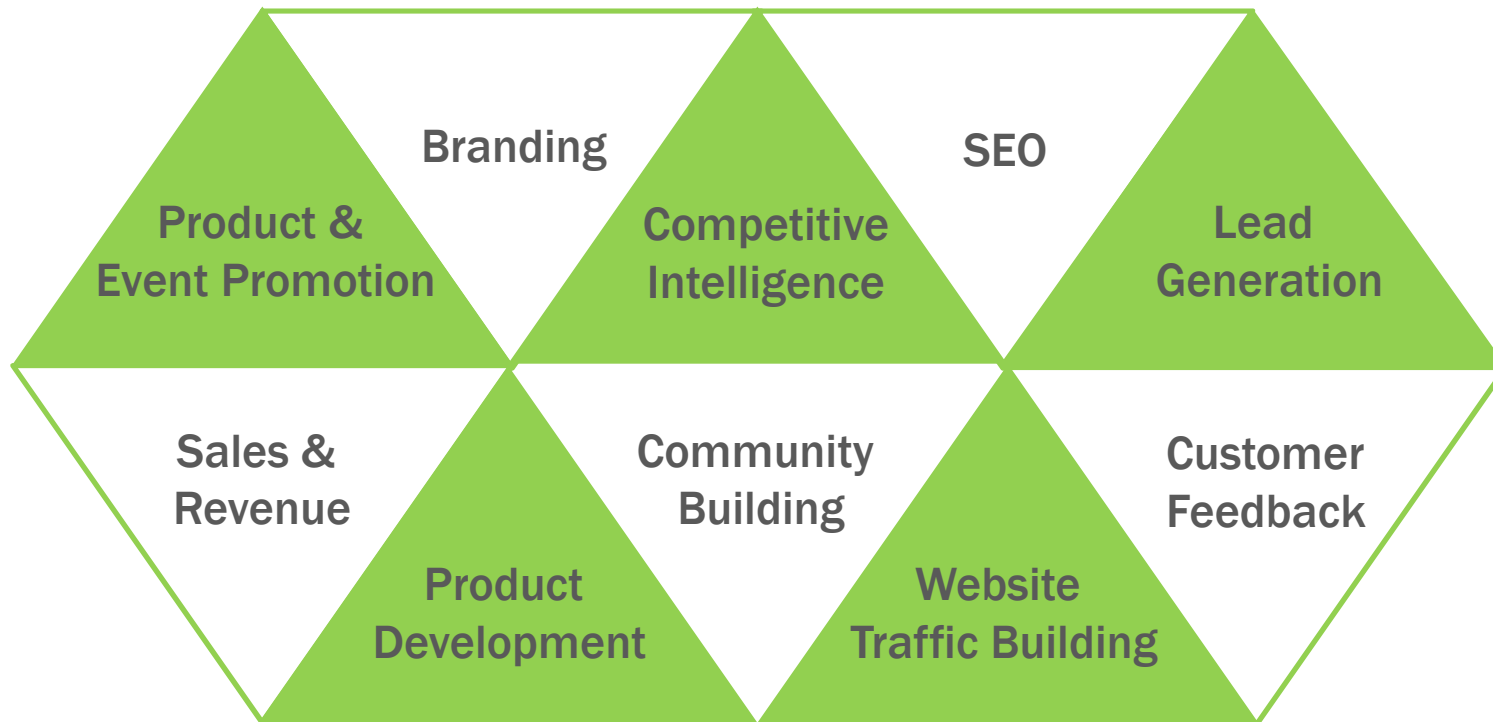 Branding
SEO
Product &
Event Promotion
Competitive
Intelligence
Lead
Generation
Sales &
Revenue
Community
Building
Customer
Feedback
Product
Development
Website
Traffic Building